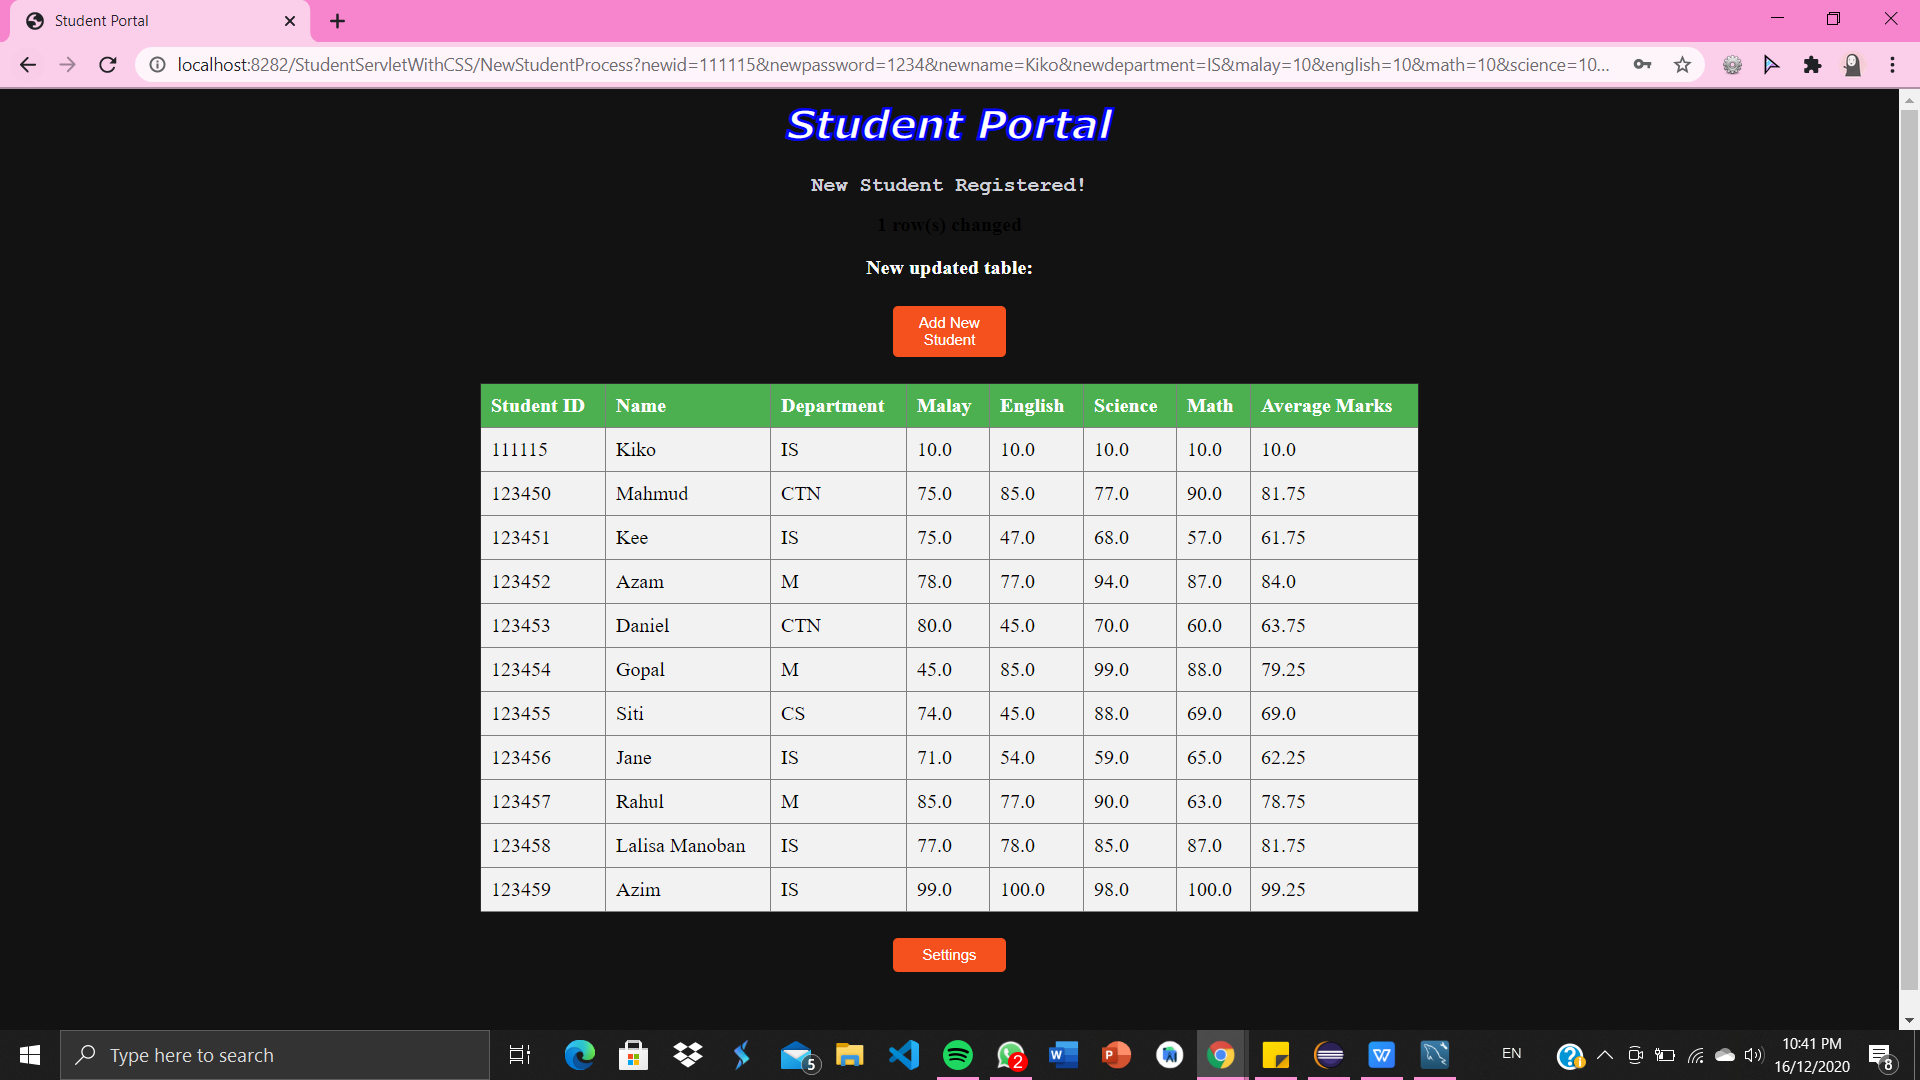 Student Portal
localhost:8282/StudentServletWithCSS/NewStudentProcess?newid=111115&newpassword=1234&newname=Kiko&newdepartment=IS&malay=10&english=10&math=10&science=10...
Student Portal
New Student Registered!
1 row(s) changed
New updated table:
Add New
Student
Student ID Name Department Malay English Science Math Average Marks
111115 Kiko IS 10.0 10.0 10.0 10.0 10.0
123450 Mahmud CTN 75.0 85.0 77.0 90.0 81.75
123451 Kee IS 75.0 47.0 68.0 57.0 61.75
123452 Azam M 78.0 77.0 94.0 87.0 84.0
123453 Daniel CTN 80.0 45.0 70.0 60.0 63.75
123454 Gopal M 45.0 85.0 99.0 88.0 79.25
123455 Siti CS 74.0 45.0 88.0 69.0 69.0
123456 Jane IS 71.0 54.0 59.0 65.0 62.25
123457 Rahul M 85.0 77.0 90.0 63.0 78.75
123458 Lalisa Manoban IS 77.0 78.0 85.0 87.0 81.75
123459 Azim IS 99.0 100.0 98.0 100.0 99.25
Settings
Type here to search
5
2
W
P
W
EN
10:41 PM
16/12/2020
8